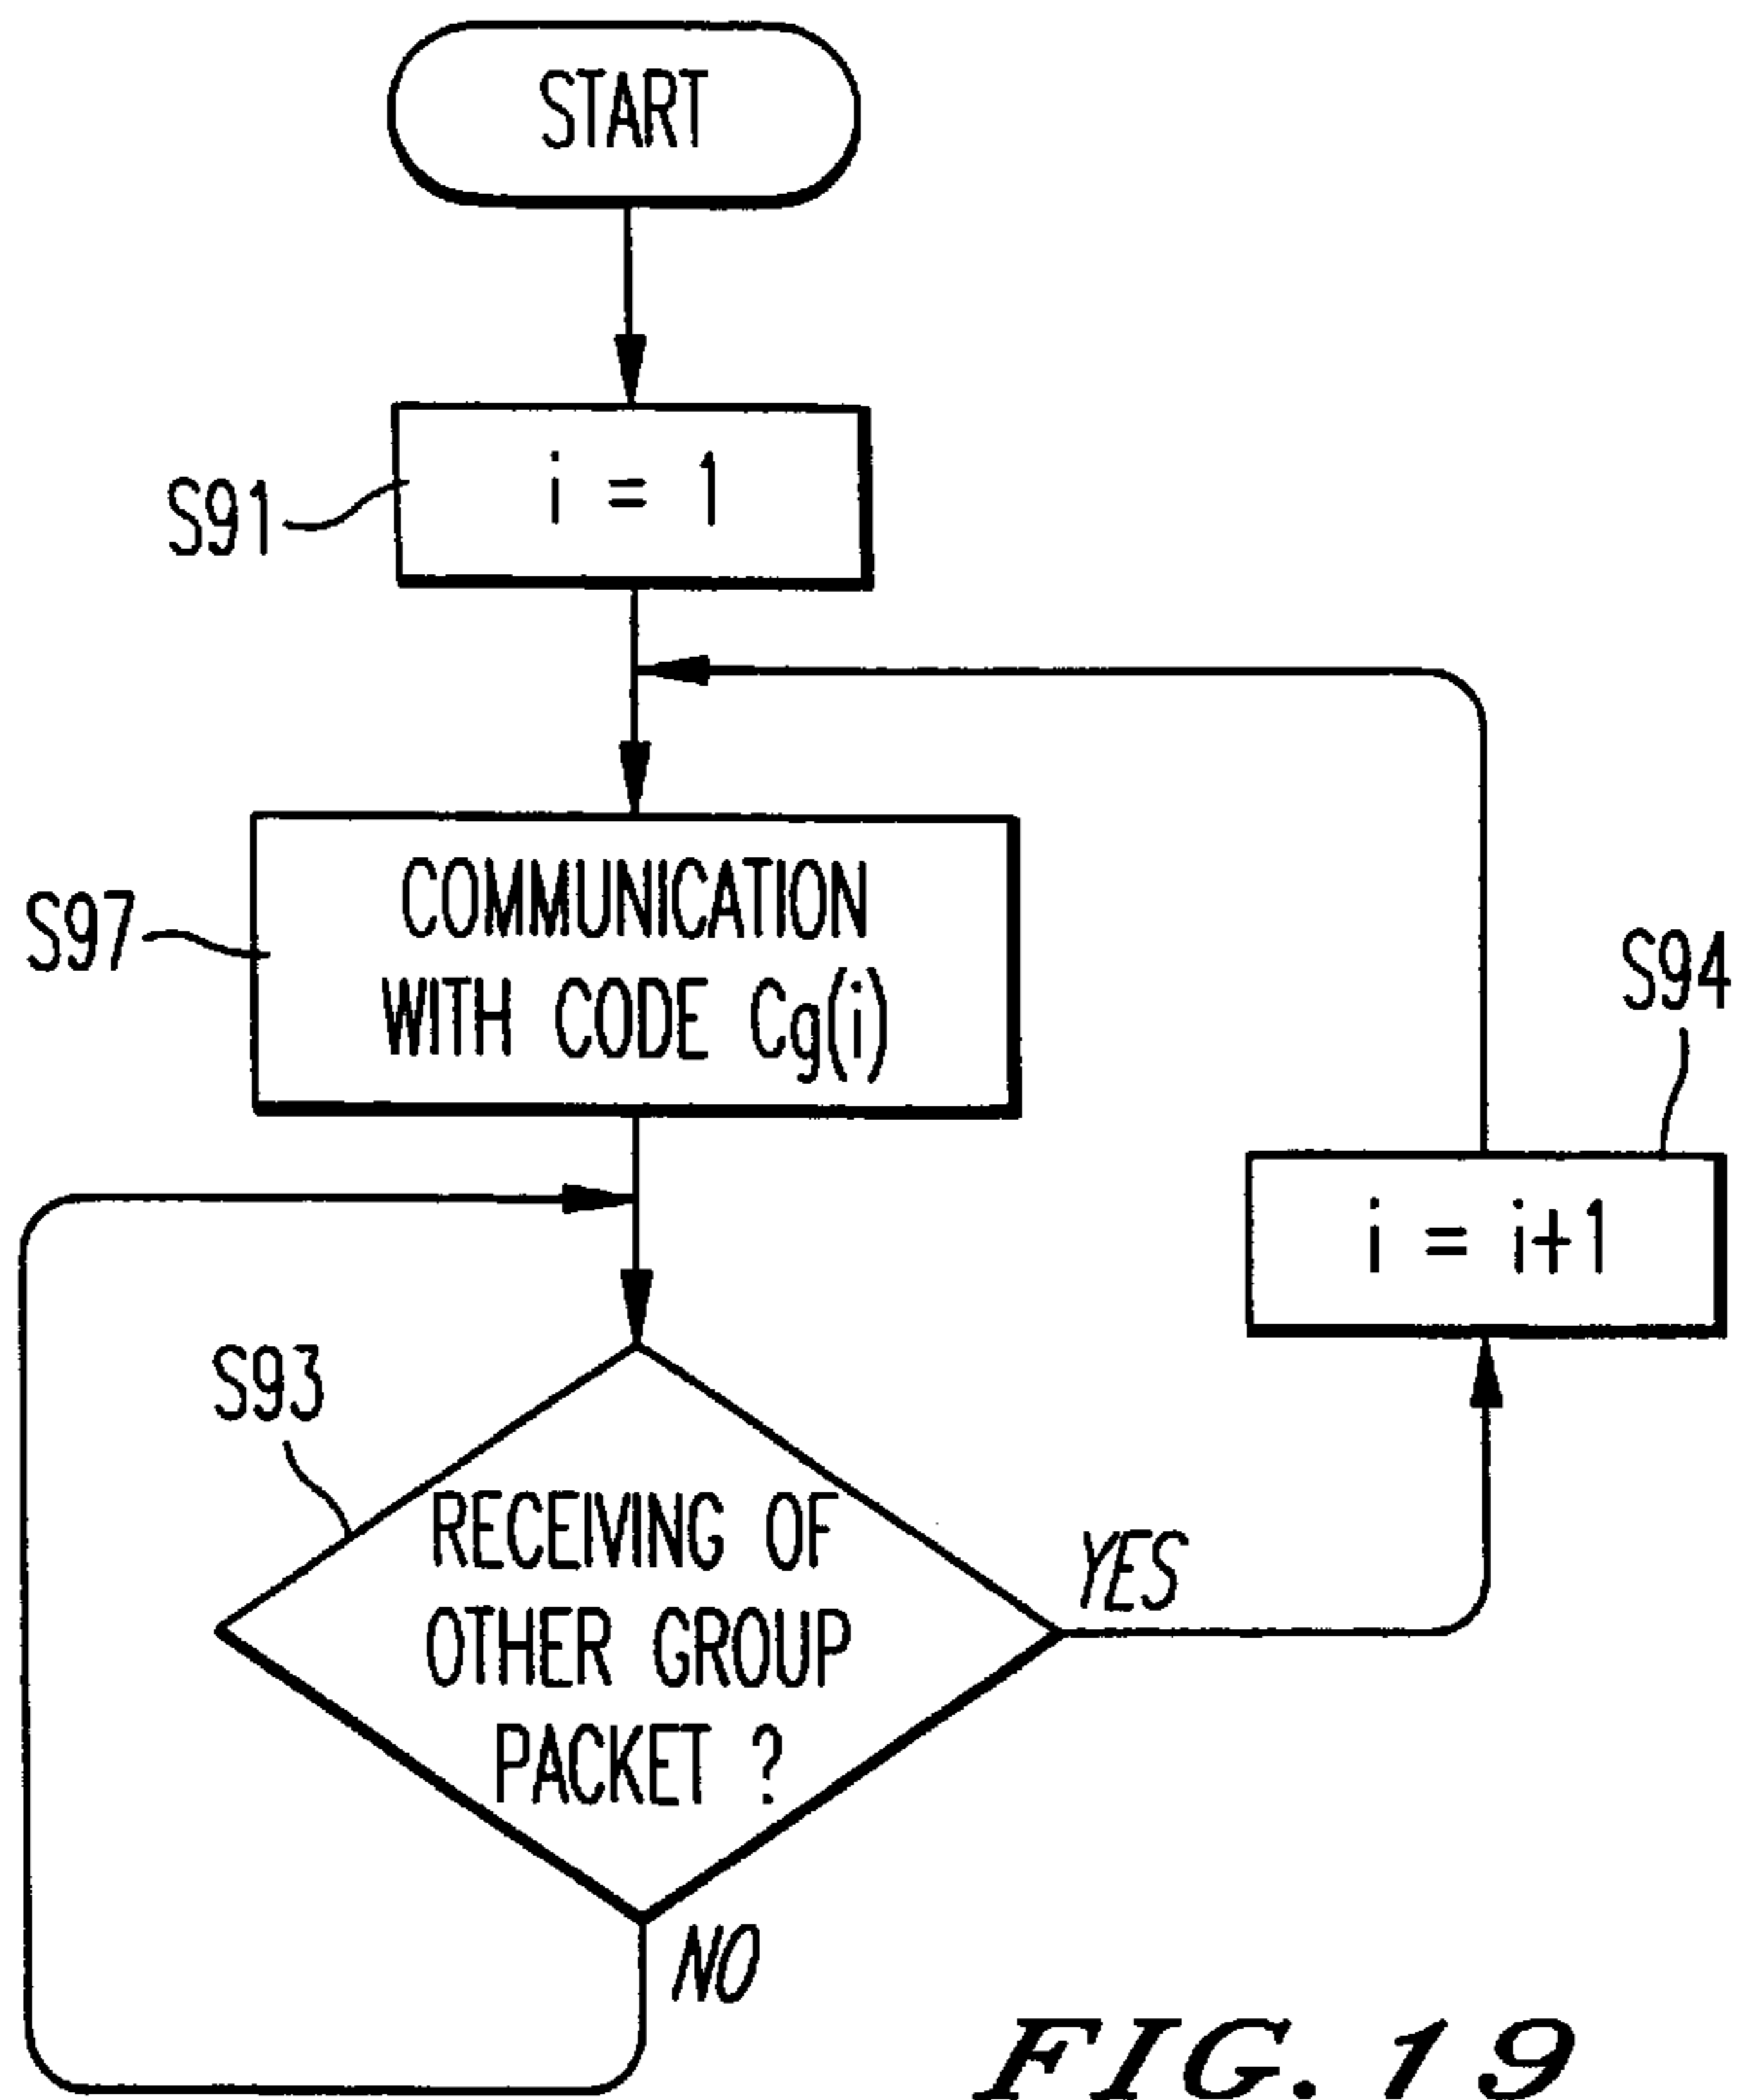 START
S91
i = 1
S97
COMMUNICATION
WITH CODE Cg(i)
S94
i = i+1
S93
RECEIVING OF
OTHER GROUP
PACKET ?
YES
NO
FIG. 19